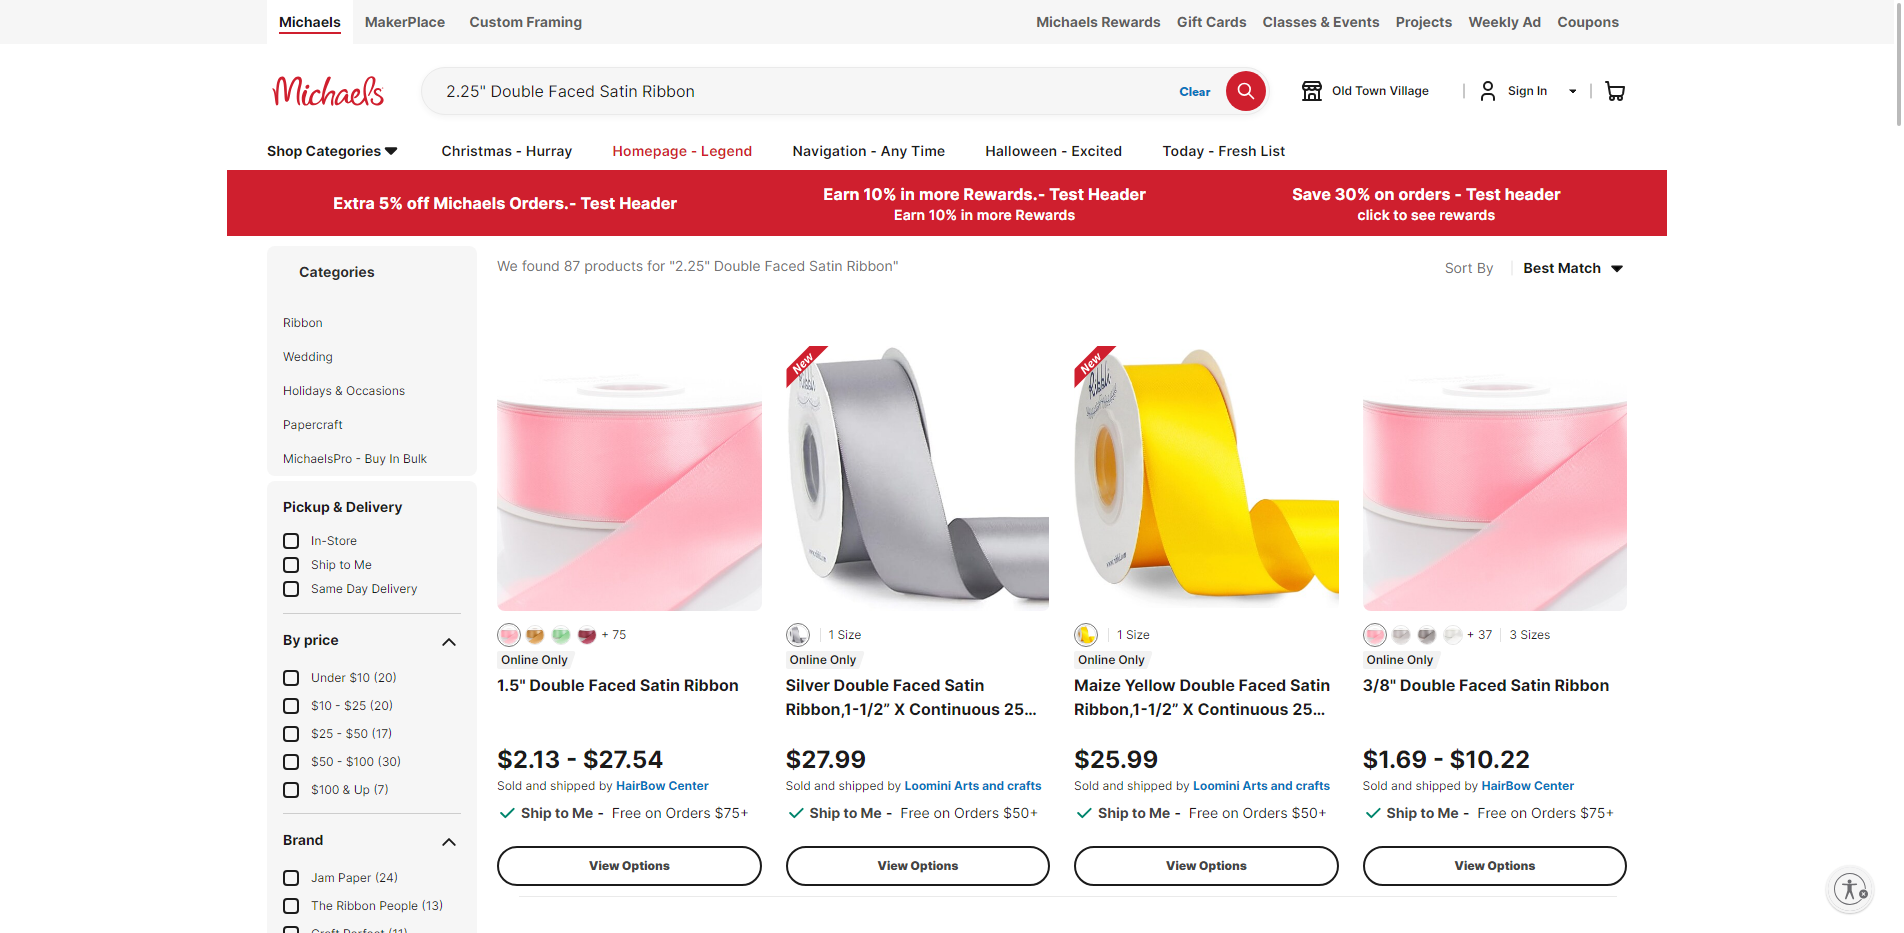 Michaels
MakerPlace
Custom Framing
Michaels Rewards
Gift Cards
Classes & Events
Projects
Weekly Ad
Coupons
Michaels
2.25" Double Faced Satin Ribbon
Clear
Old Town Village
Sign In
Shop Categories
Christmas - Hurray
Homepage - Legend
Navigation - Any Time
Halloween - Excited
Today - Fresh List
Extra 5% off Michaels Orders.- Test Header
Earn 10% in more Rewards.- Test Header
Earn 10% in more Rewards
Save 30% on orders - Test header
click to see rewards
Categories
Ribbon
Wedding
Holidays & Occasions
Papercraft
MichaelsPro - Buy In Bulk
Pickup & Delivery
In-Store
Ship to Me
Same Day Delivery
By price
Under $10 (20)
$10 - $25 (20)
$25 - $50 (17)
$50 - $100 (30)
$100 & Up (7)
Brand
Jam Paper (24)
The Ribbon People (13)
Craft Perfect (11)
We found 87 products for "2.25" Double Faced Satin Ribbon"
Sort By
Best Match
+ 75
Online Only
1.5" Double Faced Satin Ribbon
$2.13 - $27.54
Sold and shipped by HairBow Center
Ship to Me - Free on Orders $75+
View Options
New
1 Size
Online Only
Silver Double Faced Satin
Ribbon,1-1/2” X Continuous 25...
$27.99
Sold and shipped by Loomini Arts and crafts
Ship to Me - Free on Orders $50+
View Options
New
Ribbli
1 Size
Online Only
Maize Yellow Double Faced Satin
Ribbon,1-1/2” X Continuous 25...
$25.99
Sold and shipped by Loomini Arts and crafts
Ship to Me - Free on Orders $50+
View Options
+ 37
3 Sizes
Online Only
3/8" Double Faced Satin Ribbon
$1.69 - $10.22
Sold and shipped by HairBow Center
Ship to Me - Free on Orders $75+
View Options